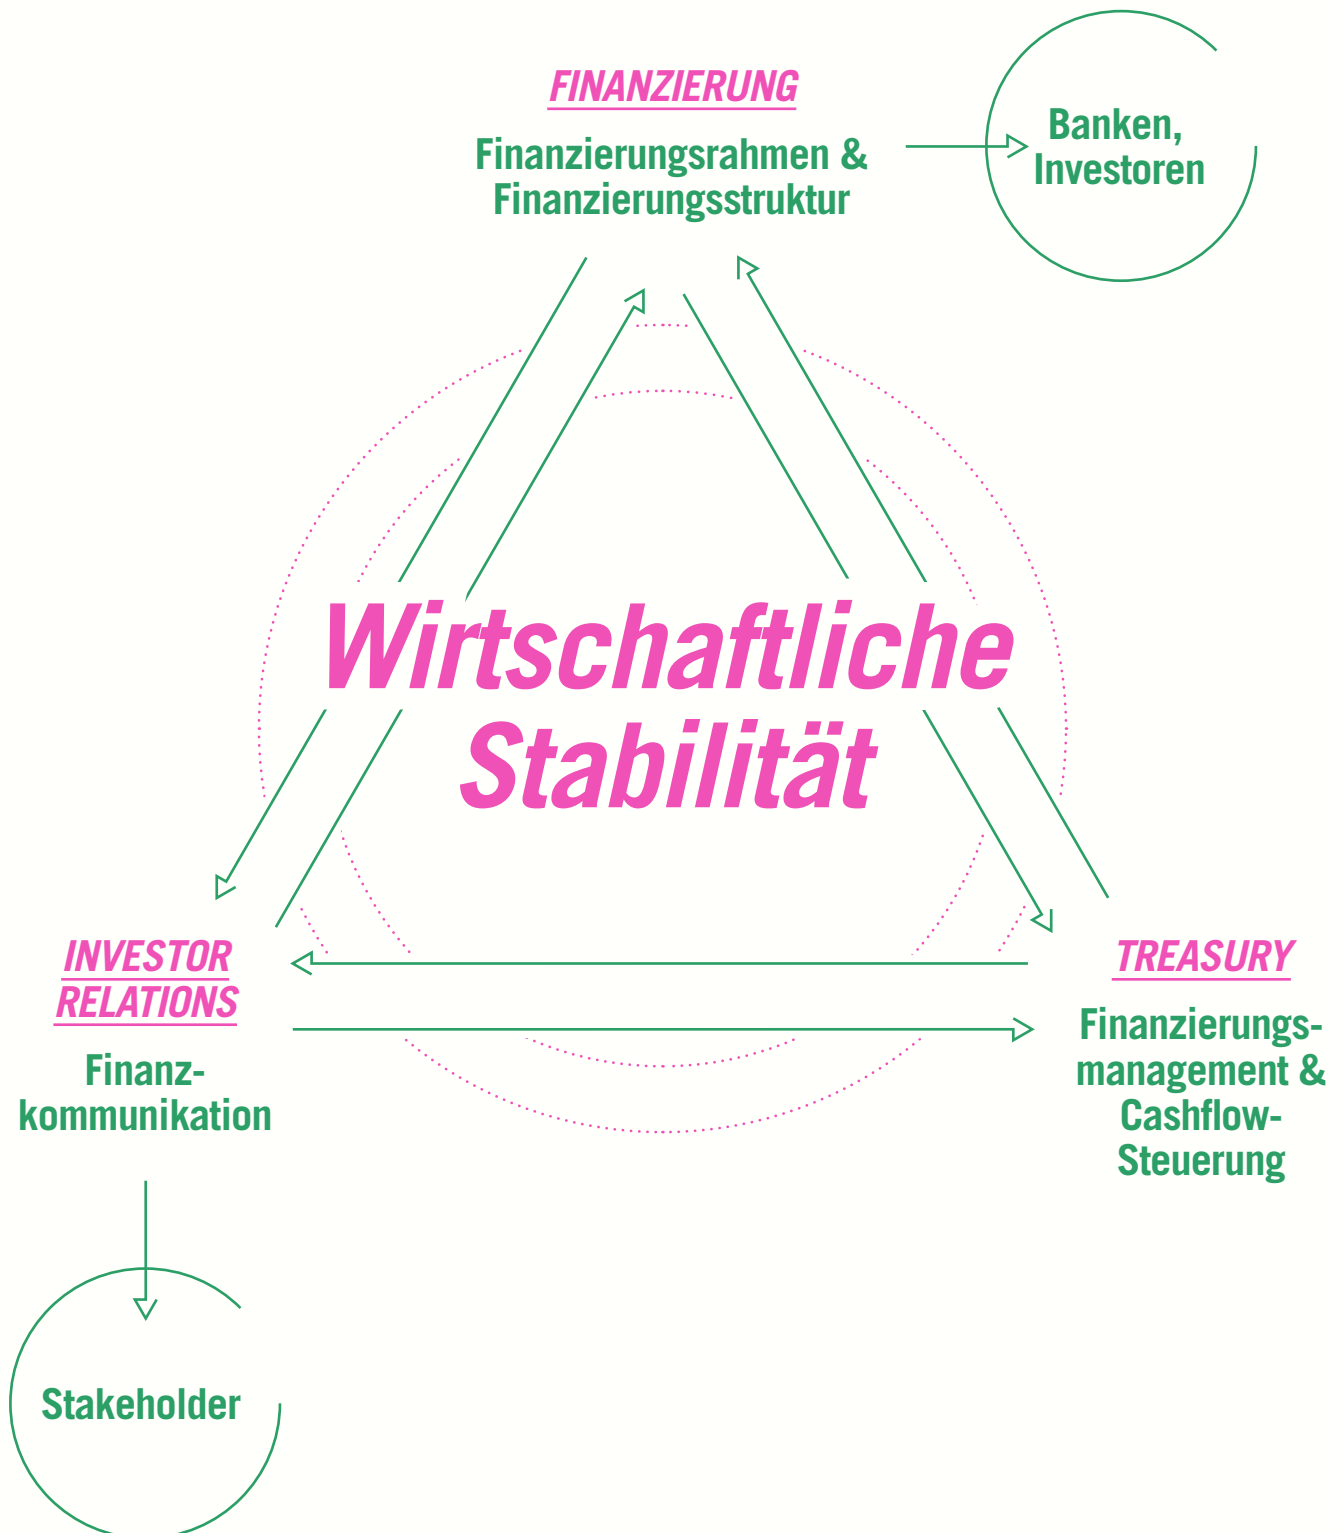 FINANZIERUNG
Finanzierungsrahmen &
Finanzierungsstruktur
Banken,
Investoren
Wirtschaftliche
Stabilität
INVESTOR
RELATIONS
Finanz-
kommunikation
TREASURY
Finanzierungs-
management &
Cashflow-
Steuerung
Stakeholder